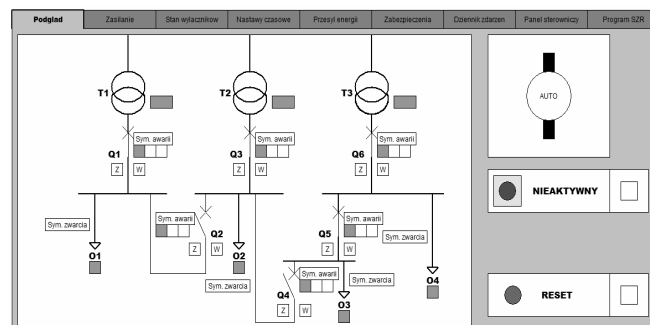 Podgląd Zasilanie Stan wyłaczników Nastawy czasowe Przesył energii Zabezpieczenia Dziennik zdarzen Panel sterowniczy Program SZR
T1 T2 T3
AUTO
Sym. awarii Sym. awarii Sym. awarii
Q1 Q3 Q6
Z W Z W Z W
NIEAKTYWNY
Sym. zwarcia Sym. awarii Sym. awarii
Q2 Q5 Sym. zwarcia
Z W Z W
O1 O2 Sym. awarii Sym. zwarcia O4
Sym. zwarcia
Q4 O3
Z W
RESET